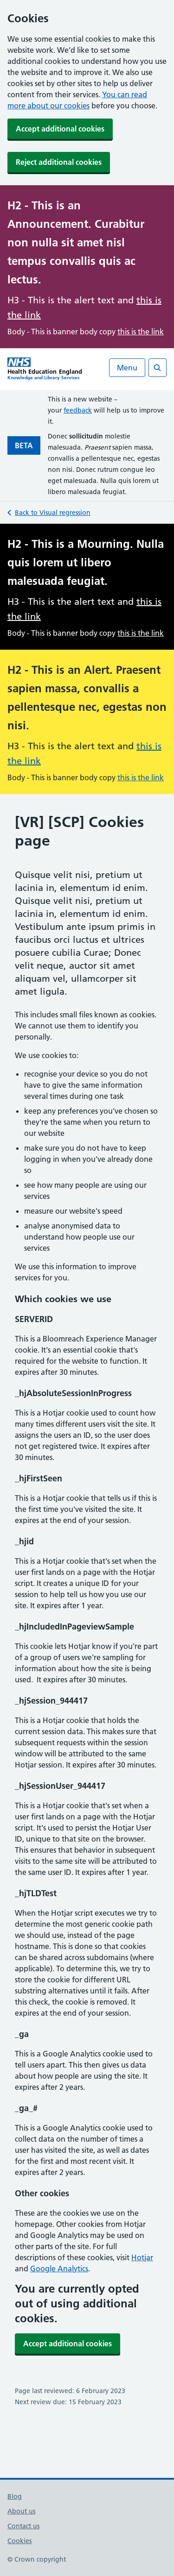 Cookies
We use some essential cookies to make this
website work. We'd like to set some
additional cookies to understand how you use
the website and to improve it. We also use
cookies set by other websites to help us
deliver content from their services. You can read
more about our cookies before you choose.
Accept additional cookies
Reject additional cookies
H2 - This is an
Announcement. Curabitur
non nulla sit amet nisl
tempus convallis quis ac
lectus.
H3 - This is the alert text and this is
the link
Body - This is banner body copy this is the link
NHS
Health Education England
Knowledge and Library Services
Menu
This is a new website –
your feedback will help us to improve
it.
BETA
Donec sollicitudin molestie
malesuada. Praesent sapien massa,
convallis a pellentesque nec, egestas
non nisi. Donec rutrum congue leo
eget malesuada. Nulla quis lorem ut
libero malesuada feugiat.
Back to Visual regression
H2 - This is a Mourning. Nulla
quis lorem ut libero
malesuada feugiat.
H3 - This is the alert text and this is
the link
Body - This is banner body copy this is the link
H2 - This is an Alert. Praesent
sapien massa, convallis a
pellentesque nec, egestas non
nisi.
H3 - This is the alert text and this is
the link
Body - This is banner body copy this is the link
[VR] [SCP] Cookies
page
Quisque velit nisi, pretium ut
lacinia in, elementum id enim.
Quisque velit nisi, pretium ut
lacinia in, elementum id enim.
Vestibulum ante ipsum primis in
faucibus orci luctus et ultrices
posuere cubilia Curae; Donec
velit neque, auctor sit amet
aliquam vel, ullamcorper sit
amet ligula.
This includes small files known as cookies.
We cannot use them to identify you
personally.
We use cookies to:
• recognise your device so you do not
have to give the same information
several times during one task
• keep any preferences you've chosen so
they're the same when you return to
our website
• make sure you do not have to keep
logging in when you've already done
so
• see how many people are using our
services
• measure our website's speed
• analyse anonymised data to
understand how people use our
services
We use this information to improve
services for you.
Which cookies we use
SERVERID
This is a Bloomreach Experience Manager
cookie. It's an essential cookie that's
required for the website to function. It
expires after 30 minutes.
_hjAbsoluteSessionInProgress
This is a Hotjar cookie used to count how
many times different users visit the site. It
assigns the users an ID, so the user does
not get registered twice. It expires after
30 minutes.
_hjFirstSeen
This is a Hotjar cookie that tells us if this is
the first time you've visited the site. It
expires at the end of your session.
_hjid
This is a Hotjar cookie that's set when the
user first lands on a page with the Hotjar
script. It creates a unique ID for your
session to help tell us how you use our
site. It expires after 1 year.
_hjIncludedInPageviewSample
This cookie lets Hotjar know if you're part
of a group of users we're sampling for
information about how the site is being
used.  It expires after 30 minutes.
_hjSession_944417
This is a Hotjar cookie that holds the
current session data. This makes sure that
subsequent requests within the session
window will be attributed to the same
Hotjar session. It expires after 30 minutes.
_hjSessionUser_944417
This is a Hotjar cookie that's set when a
user first lands on a page with the Hotjar
script. It's used to persist the Hotjar User
ID, unique to that site on the browser.
This ensures that behavior in subsequent
visits to the same site will be attributed to
the same user ID. It expires after 1 year.
_hjTLDTest
When the Hotjar script executes we try to
determine the most generic cookie path
we should use, instead of the page
hostname. This is done so that cookies
can be shared across subdomains (where
applicable). To determine this, we try to
store the cookie for different URL
substring alternatives until it fails. After
this check, the cookie is removed. It
expires at the end of your session.
_ga
This is a Google Analytics cookie used to
tell users apart. This then gives us data
about how people are using the site. It
expires after 2 years.
_ga_#
This is a Google Analytics cookie used to
collect data on the number of times a
user has visited the site, as well as dates
for the first and most recent visit. It
expires after 2 years.
Other cookies
These are the cookies we use on the
homepage. Other cookies from Hotjar
and Google Analytics may be used on
other parts of the site. For full
descriptions of these cookies, visit Hotjar
and Google Analytics.
You are currently opted
out of using additional
cookies.
Accept additional cookies
Page last reviewed: 6 February 2023
Next review due: 15 February 2023
Blog
About us
Contact us
Cookies
© Crown copyright